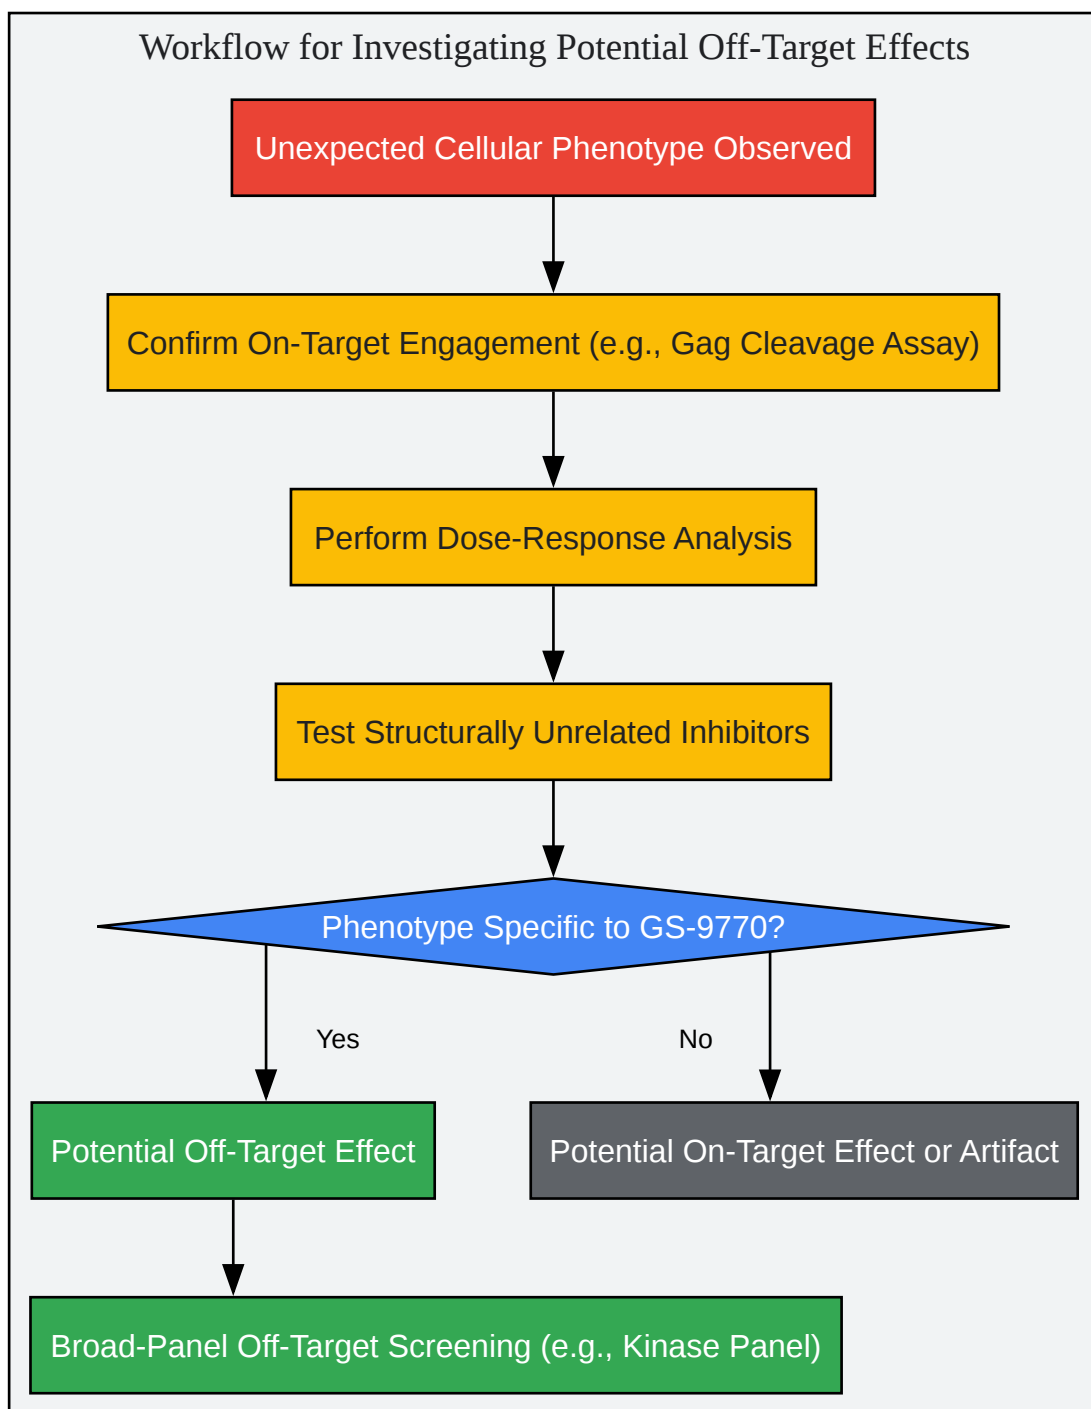 Workflow for Investigating Potential Off-Target Effects
Unexpected Cellular Phenotype Observed
Confirm On-Target Engagement (e.g., Gag Cleavage Assay)
Perform Dose-Response Analysis
Test Structurally Unrelated Inhibitors
Phenotype Specific to GS-9770?
Yes
No
Potential Off-Target Effect
Potential On-Target Effect or Artifact
Broad-Panel Off-Target Screening (e.g., Kinase Panel)